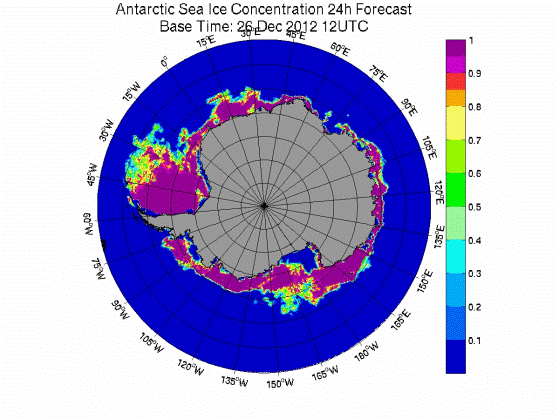 Antarctic Sea Ice Concentration 24h Forecast
Base Time: 26 Dec 2012 12UTC
0°
15°E
30°E
45°E
60°E
75°E
90°E
105°E
120°E
135°E
150°E
165°E
180°W
165°W
150°W
135°W
120°W
105°W
90°W
75°W
60°W
45°W
30°W
15°W
1
0.9
0.8
0.7
0.6
0.5
0.4
0.3
0.2
0.1